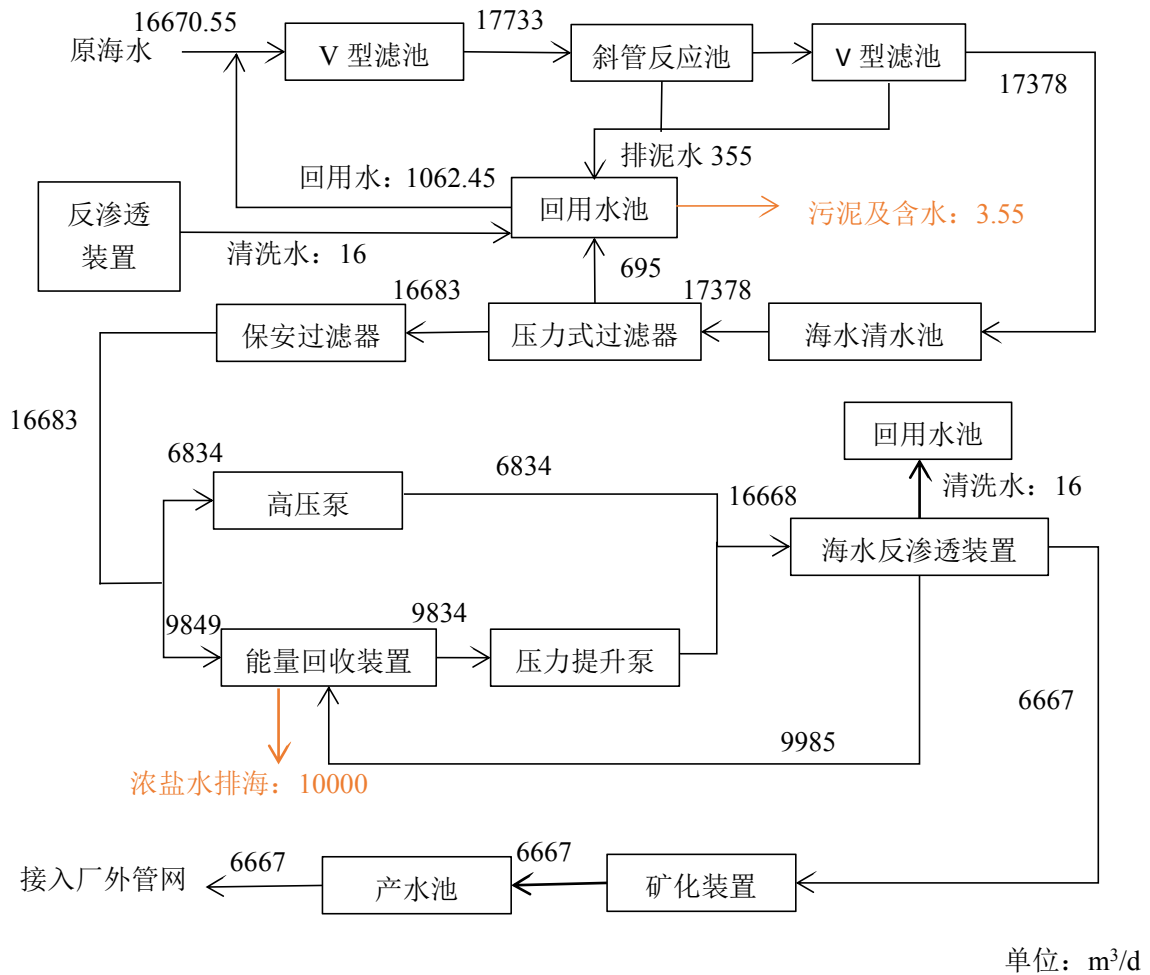 16670.55
原海水
V 型滤池
17733
斜管反应池
V 型滤池
17378
排泥水 355
回用水：1062.45
反渗透
装置
回用水池
污泥及含水：3.55
清洗水：16
695
16683
17378
保安过滤器
压力式过滤器
海水清水池
16683
回用水池
6834
6834
清洗水：16
高压泵
16668
海水反渗透装置
9849
9834
能量回收装置
压力提升泵
6667
9985
浓盐水排海：10000
接入厂外管网
6667
产水池
6667
矿化装置
单位：m³/d